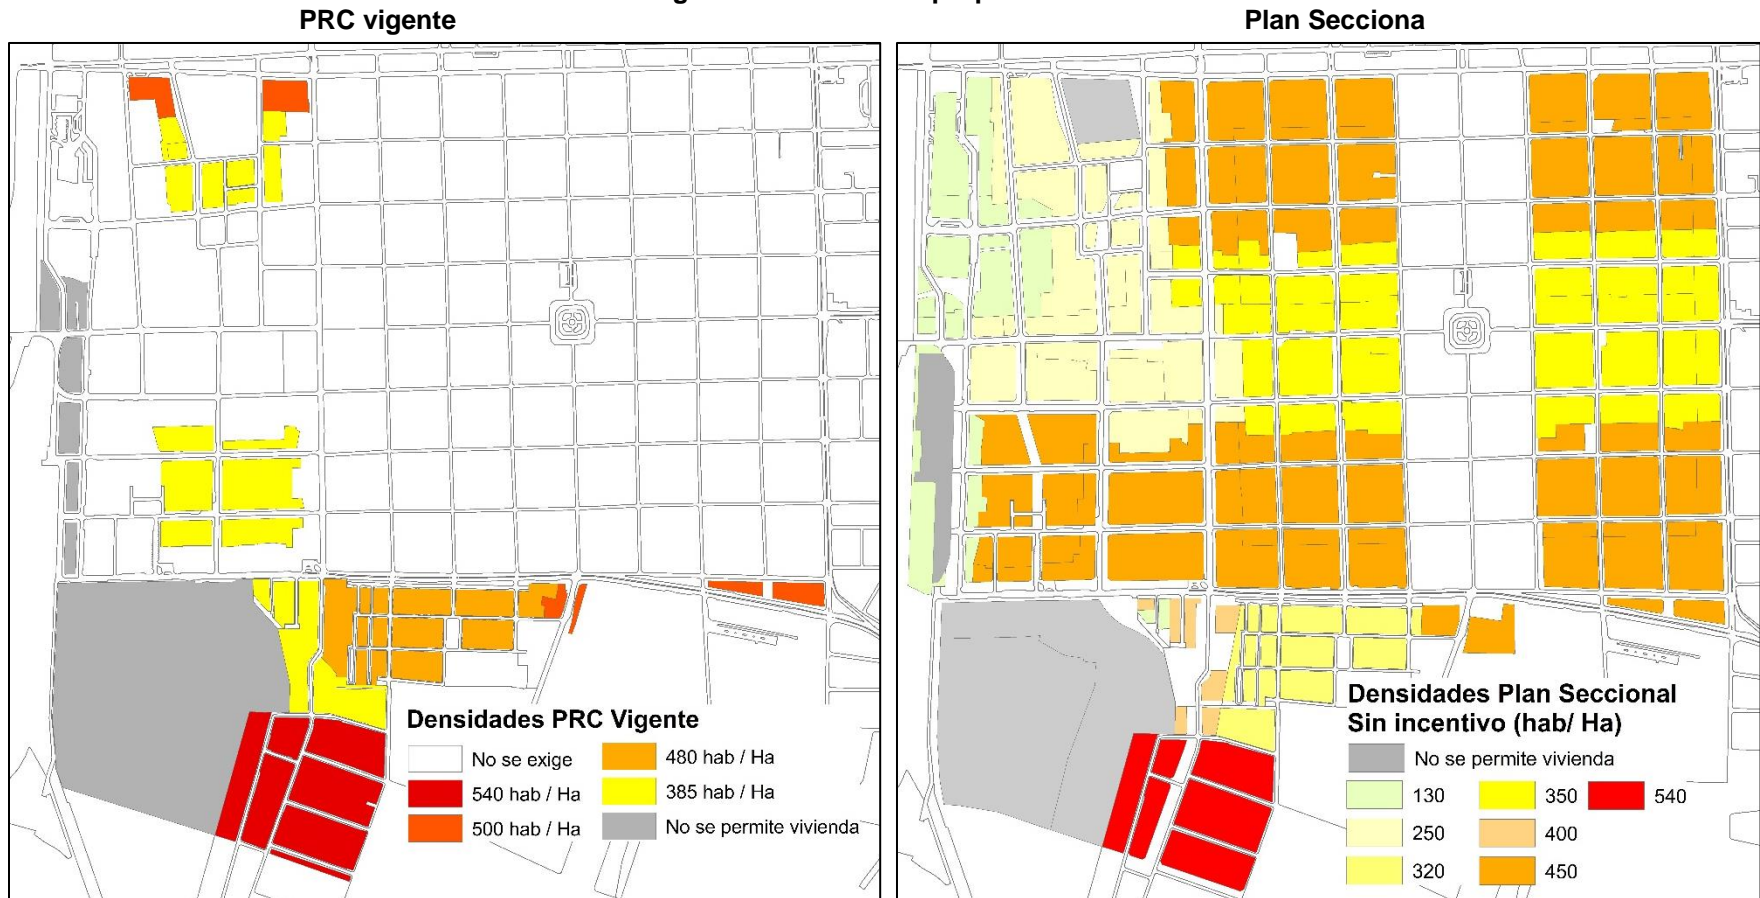 PRC vigente
Plan Secciona
Densidades PRC Vigente
No se exige
480 hab / Ha
540 hab / Ha
385 hab / Ha
500 hab / Ha
No se permite vivienda
Densidades Plan Seccional
Sin incentivo (hab/ Ha)
No se permite vivienda
130
350
540
250
400
320
450